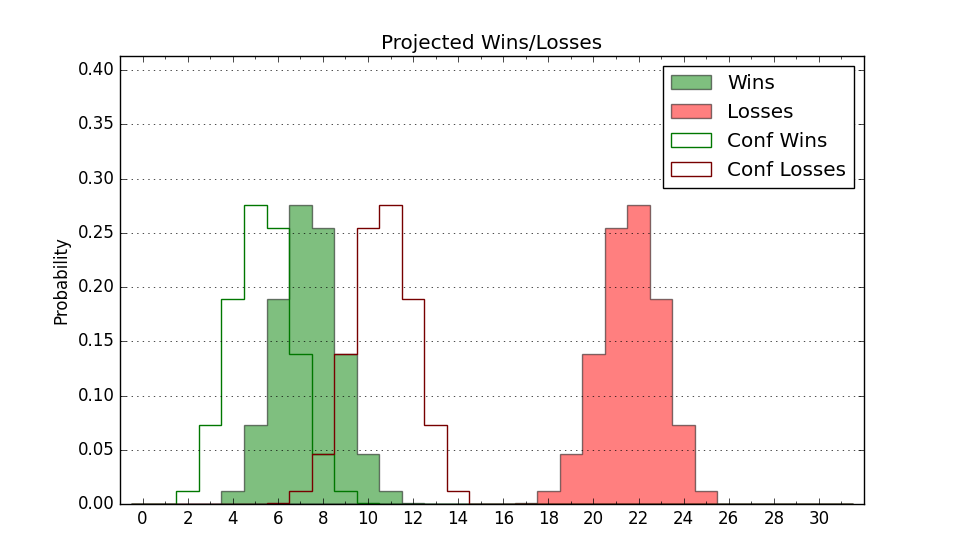 Projected Wins/Losses
0.40
0.35
0.30
0.25
0.20
0.15
0.10
0.05
0.00
Probability
Wins
Losses
Conf Wins
Conf Losses
0 2 4 6 8 10 12 14 16 18 20 22 24 26 28 30